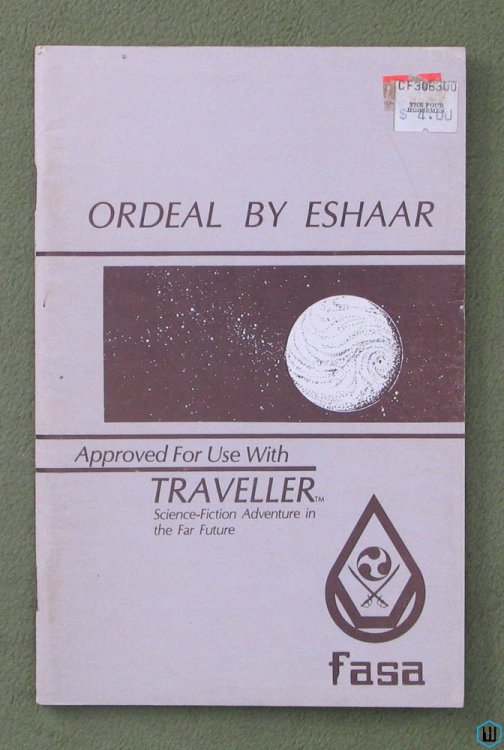 CF306300
THE FOUR
HORSEMEN
$ 4.00
ORDEAL BY ESHAAR
Approved For Use With
TRAVELLER™
Science-Fiction Adventure in
the Far Future
fasa